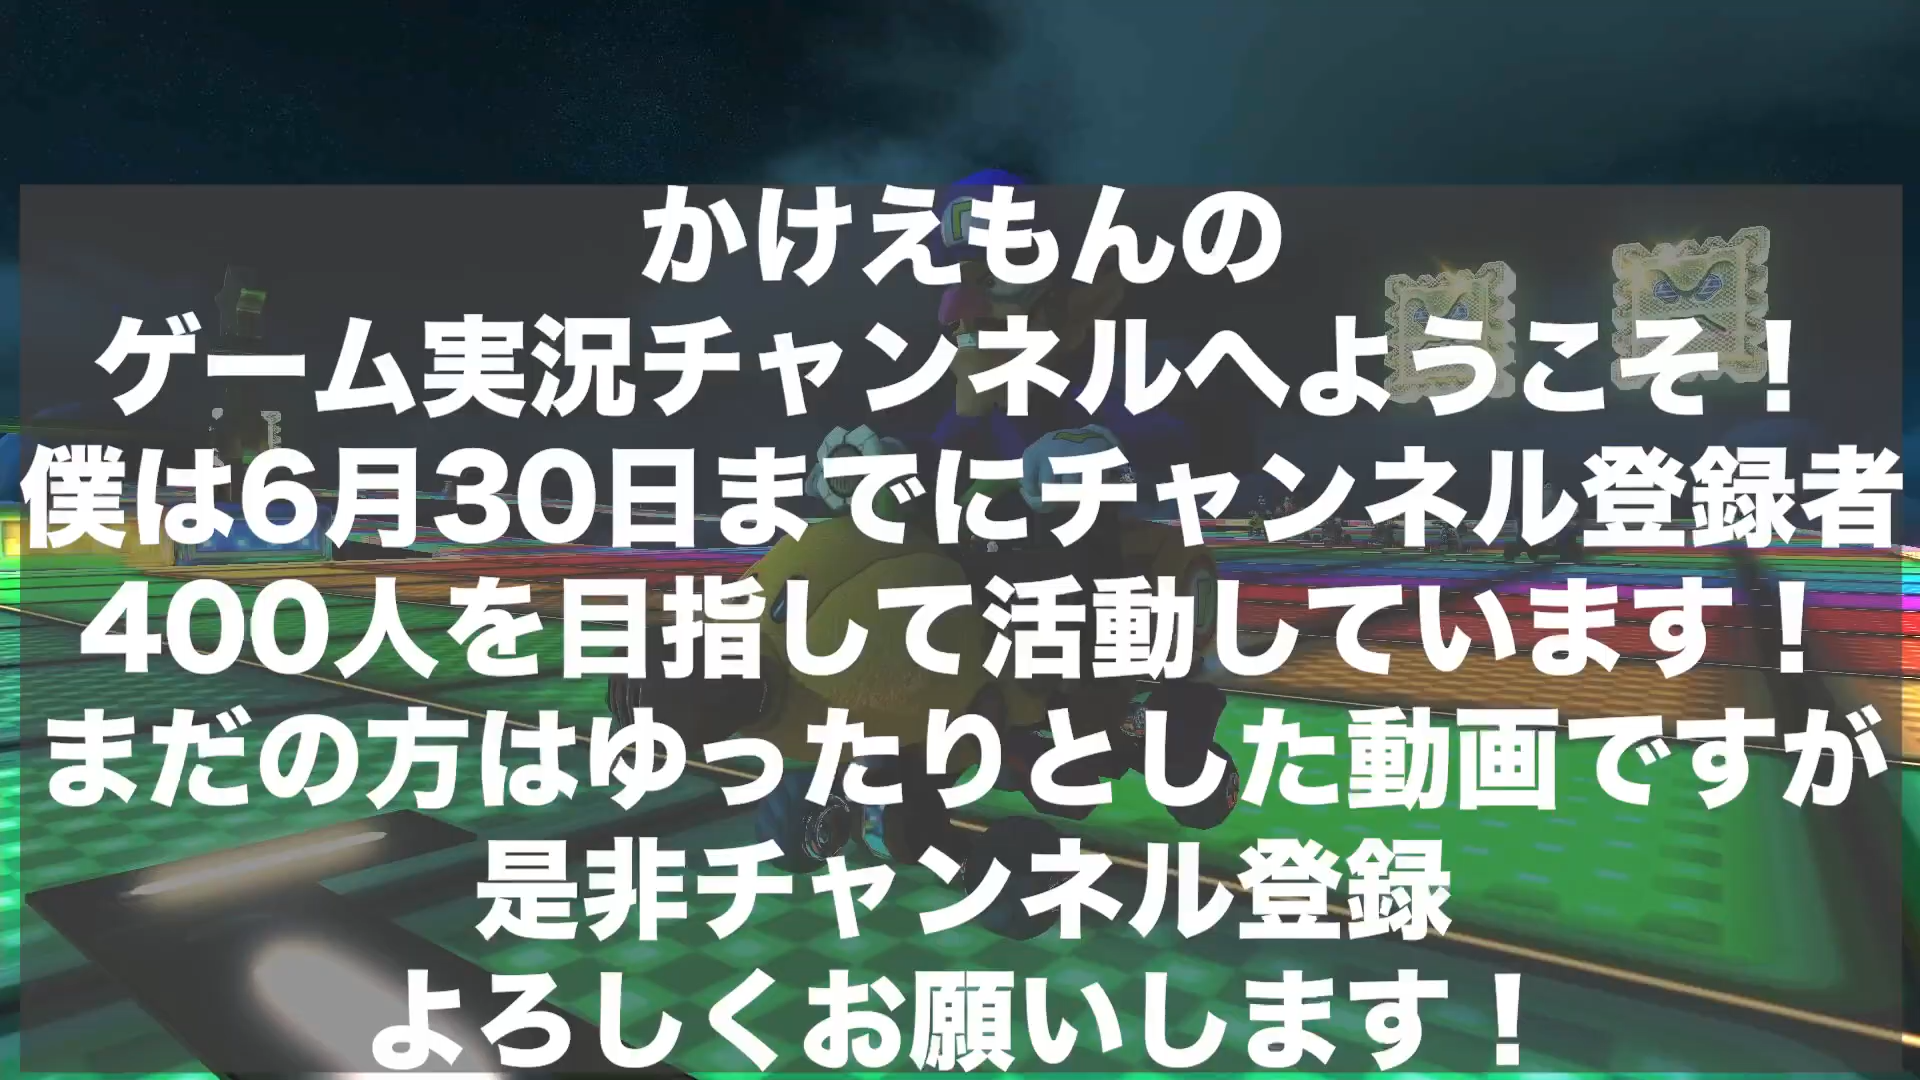 かけえもんの
ゲーム実況チャンネルへようこそ！
僕は6月30日までにチャンネル登録者
400人を目指して活動しています！
まだの方はゆったりとした動画ですが
是非チャンネル登録
よろしくお願いします！